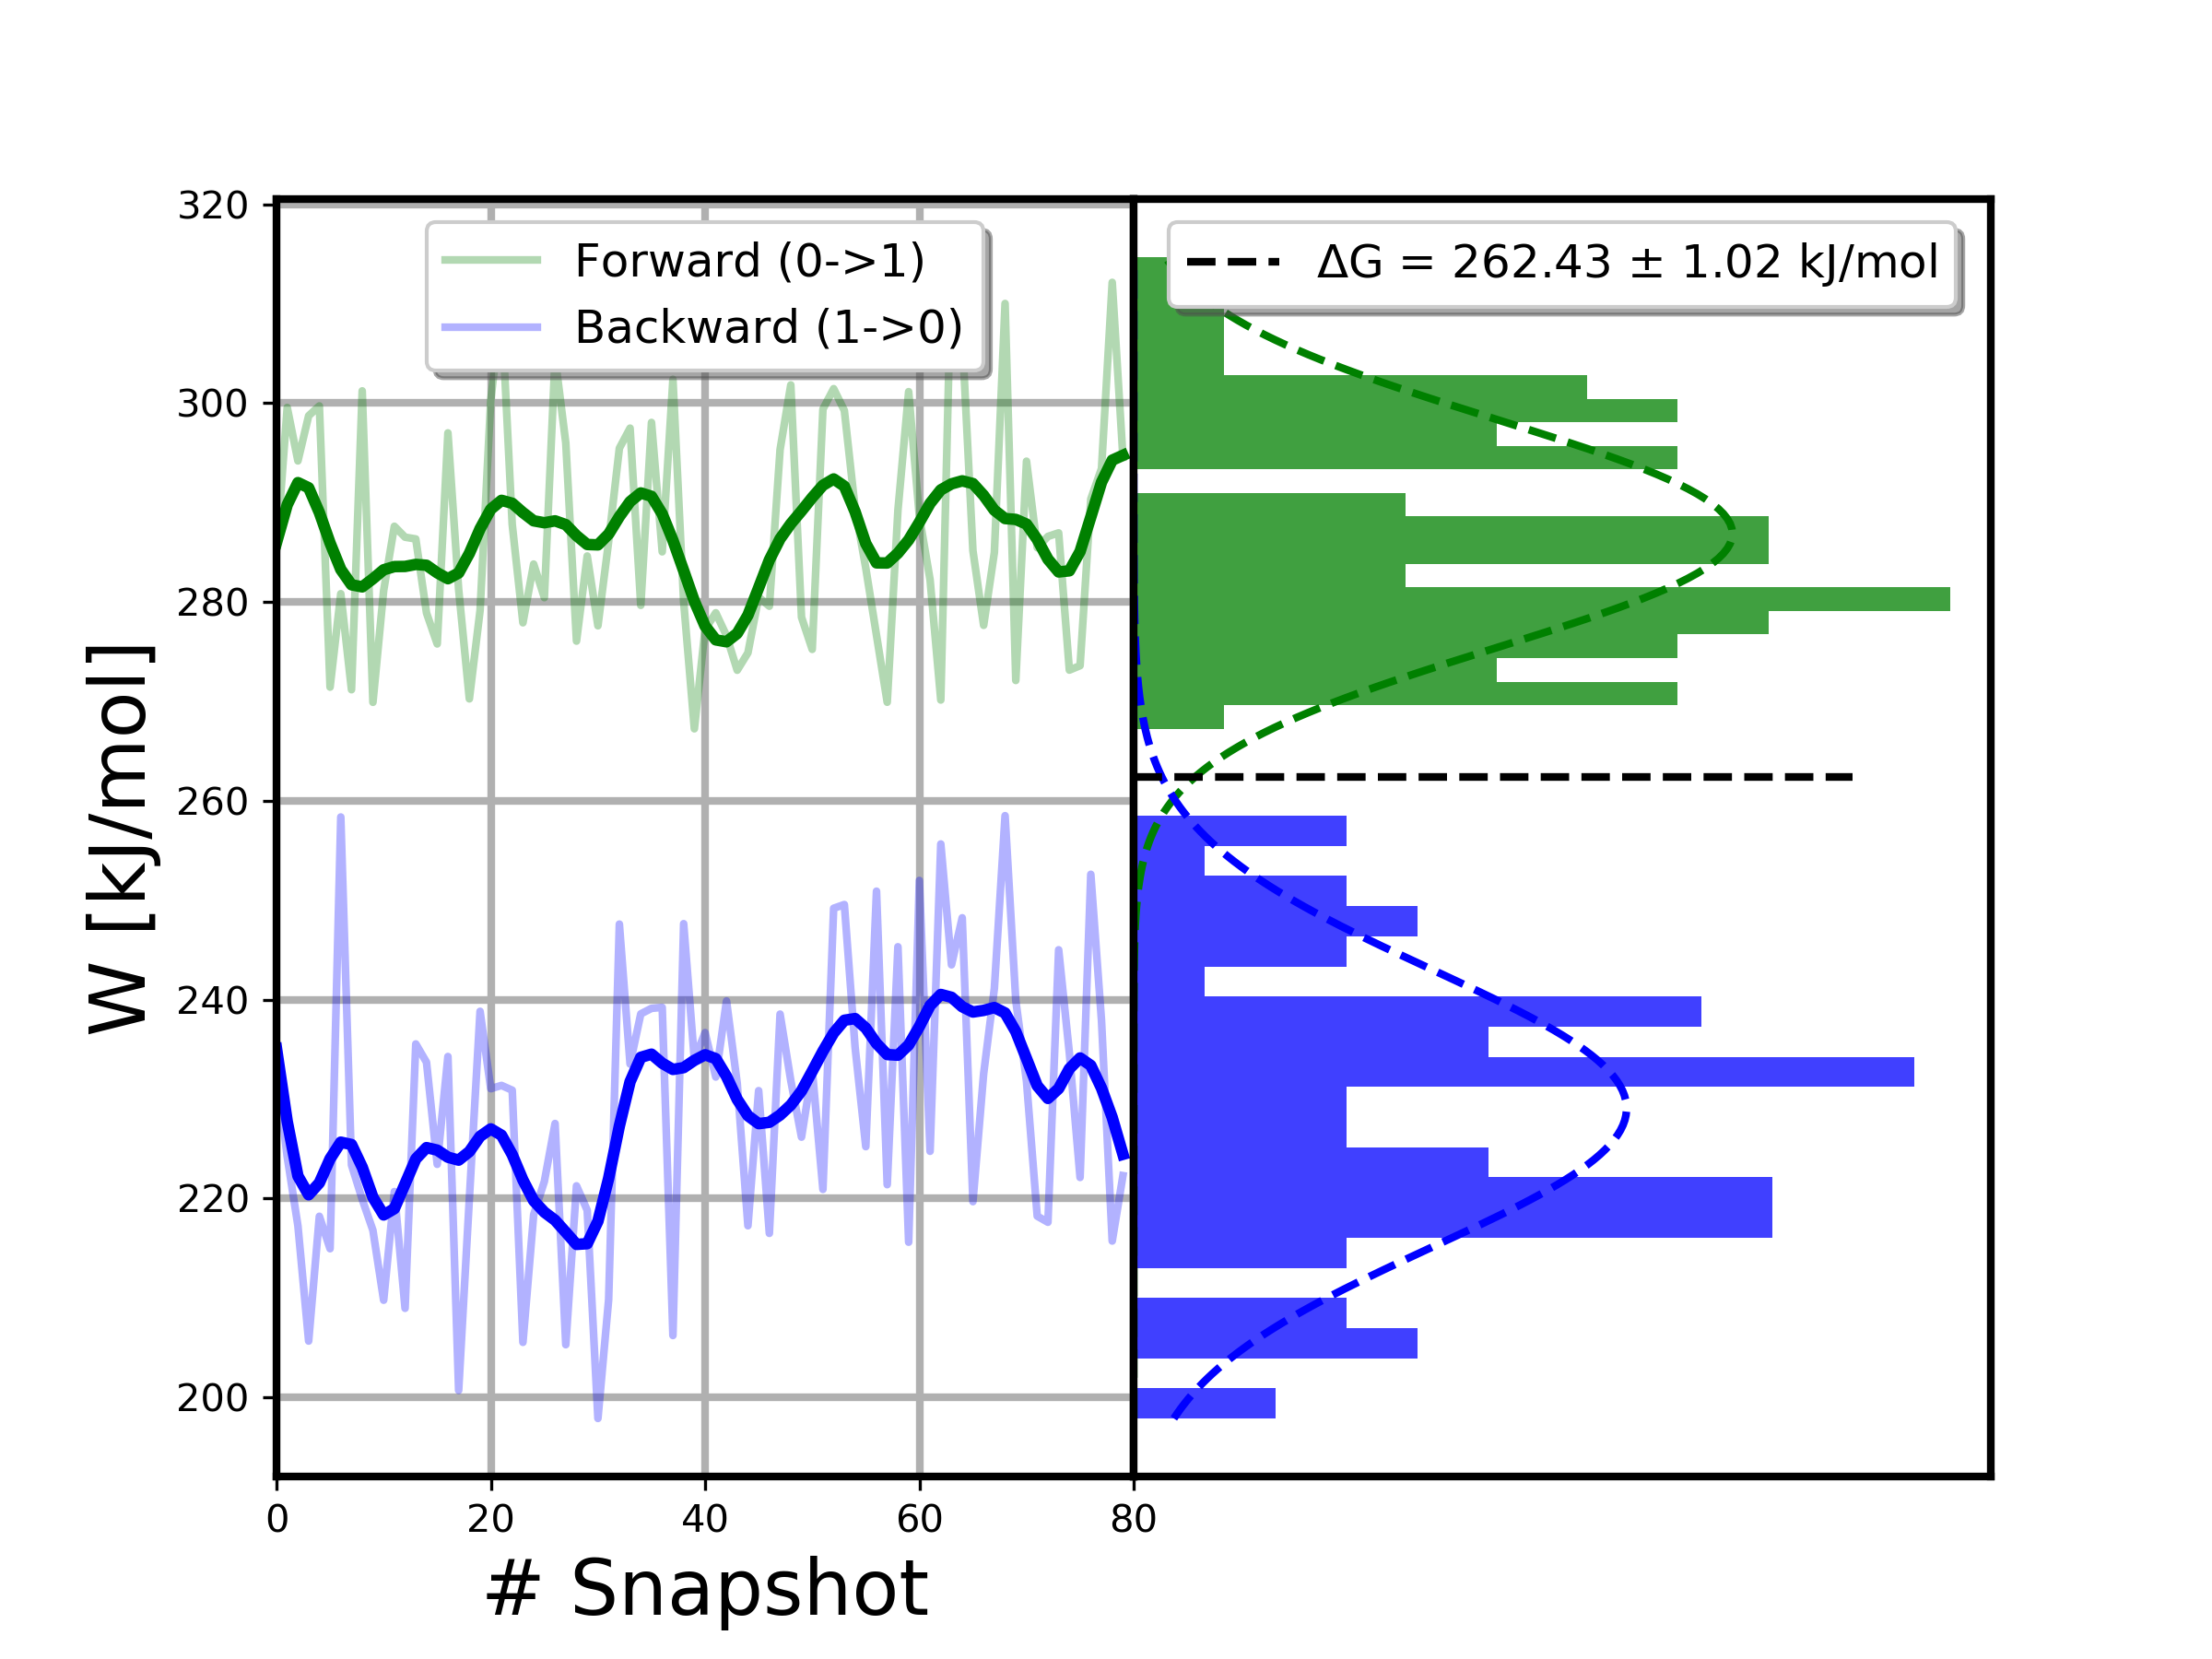 320
300
280
260
240
220
200
W [kJ/mol]
Forward (0->1)
Backward (1->0)
ΔG = 262.43 ± 1.02 kJ/mol
0 20 40 60 80
# Snapshot